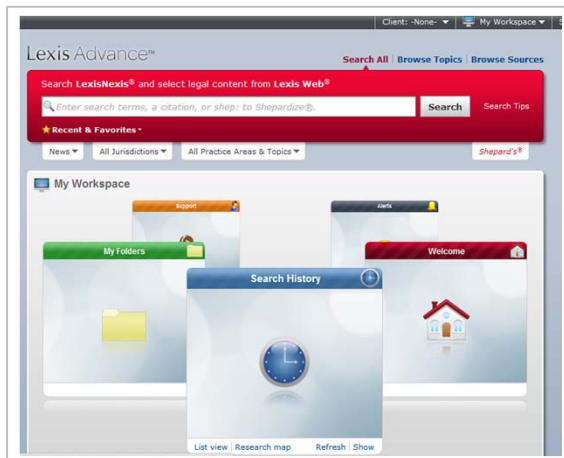 Client: -None- My Workspace
Lexis Advance™
Search All | Browse Topics | Browse Sources
Search LexisNexis® and select legal content from Lexis Web®
Enter search terms, a citation, or shep: to Shepardize®.
Search
Search Tips
Recent & Favorites
News
All Jurisdictions
All Practice Areas & Topics
Shepard's®
My Workspace
Support
Alerts
My Folders
Welcome
Search History
List view | Research map Refresh | Show